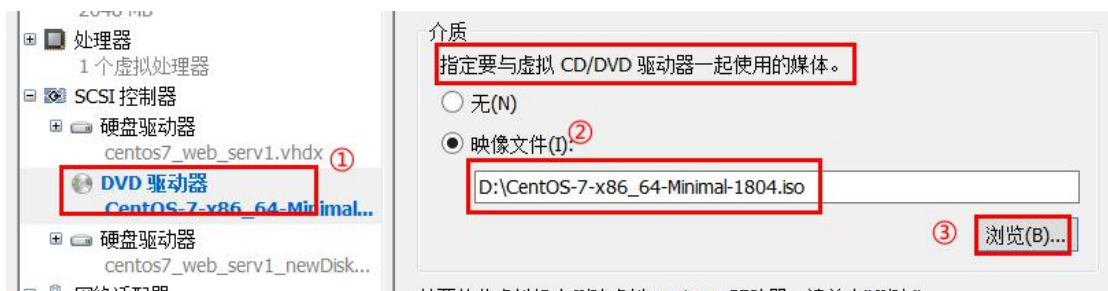 处理器
1 个虚拟处理器
SCSI 控制器
硬盘驱动器
centos7_web_serv1.vhdx
①
DVD 驱动器
CentOS-7-x86_64-Minimal...
硬盘驱动器
centos7_web_serv1_newDisk...
介质
指定要与虚拟 CD/DVD 驱动器一起使用的媒体。
无(N)
映像文件(I):
②
D:\CentOS-7-x86_64-Minimal-1804.iso
③
浏览(B)...